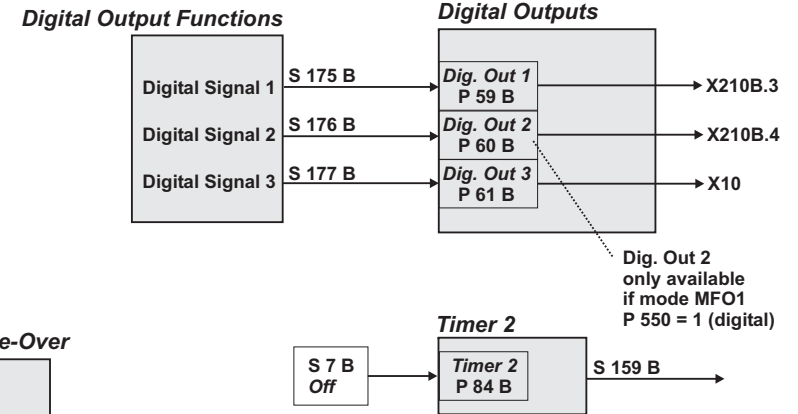 Digital Output Functions
Digital Outputs
Digital Signal 1
S 175 B
Dig. Out 1
P 59 B
X210B.3
Digital Signal 2
S 176 B
Dig. Out 2
P 60 B
X210B.4
Digital Signal 3
S 177 B
Dig. Out 3
P 61 B
X10
Dig. Out 2
only available
if mode MFO1
P 550 = 1 (digital)
e-Over
Timer 2
S 7 B
Off
Timer 2
P 84 B
S 159 B